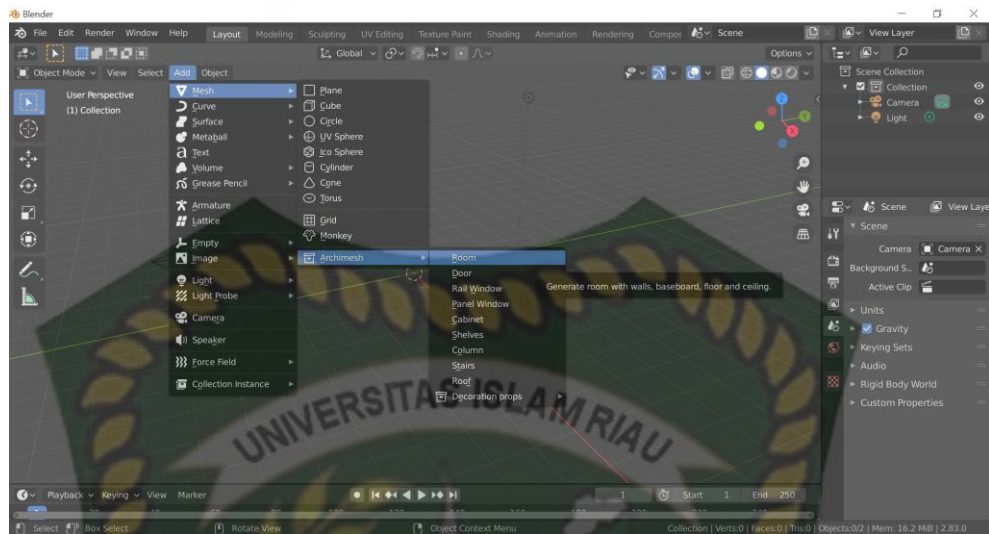 Blender
File Edit Render Window Help Layout Modeling Sculpting UV Editing Texture Paint Shading Animation Rendering Compos Scene View Layer
Global Options
Object Mode View Select Add Object
User Perspective
(1) Collection
Mesh
Curve
Surface
Metaball
Text
Volume
Grease Pencil
Armature
Lattice
Empty
Image
Light
Light Probe
Camera
Speaker
Force Field
Collection Instance
Plane
Cube
Circle
UV Sphere
Ico Sphere
Cylinder
Cone
Torus
Grid
Monkey
Archimesh
Room
Door
Rail Window
Panel Window
Cabinet
Shelves
Column
Stairs
Roof
Decoration props
Generate room with walls, baseboard, floor and ceiling.
Scene Collection
Collection
Camera
Light
Scene View Laye
Scene
Camera Camera
Background S..
Active Clip
Units
Gravity
Keying Sets
Audio
Rigid Body World
Custom Properties
UNIVERSITAS ISLAM RIAU
Playback Keying View Marker 1 Start 1 End 250
Select Box Select Rotate View Object Context Menu Collection | Verts:0 | Faces:0 | Tris:0 | Objects:0/2 | Mem: 16.2 MiB | 2.83.0